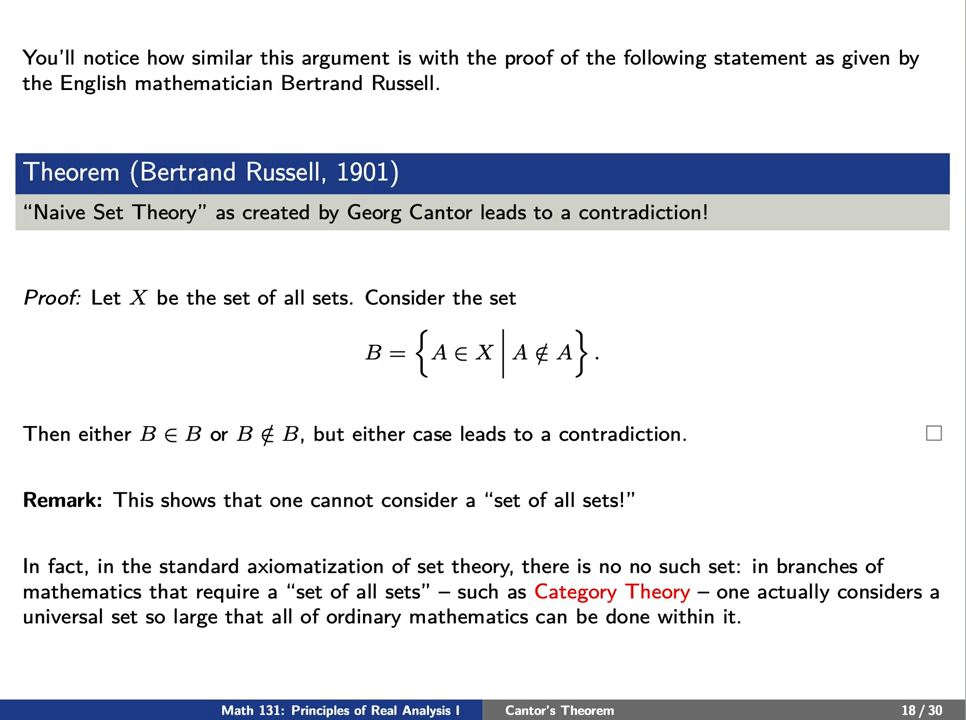 You'll notice how similar this argument is with the proof of the following statement as given by
the English mathematician Bertrand Russell.
Theorem (Bertrand Russell, 1901)
“Naive Set Theory” as created by Georg Cantor leads to a contradiction!
Proof: Let X be the set of all sets. Consider the set
B = { A ∈ X | A ∉ A } .
Then either B ∈ B or B ∉ B, but either case leads to a contradiction. □
Remark: This shows that one cannot consider a “set of all sets!”
In fact, in the standard axiomatization of set theory, there is no no such set: in branches of
mathematics that require a “set of all sets” – such as Category Theory – one actually considers a
universal set so large that all of ordinary mathematics can be done within it.
Math 131: Principles of Real Analysis I Cantor's Theorem 18 / 30